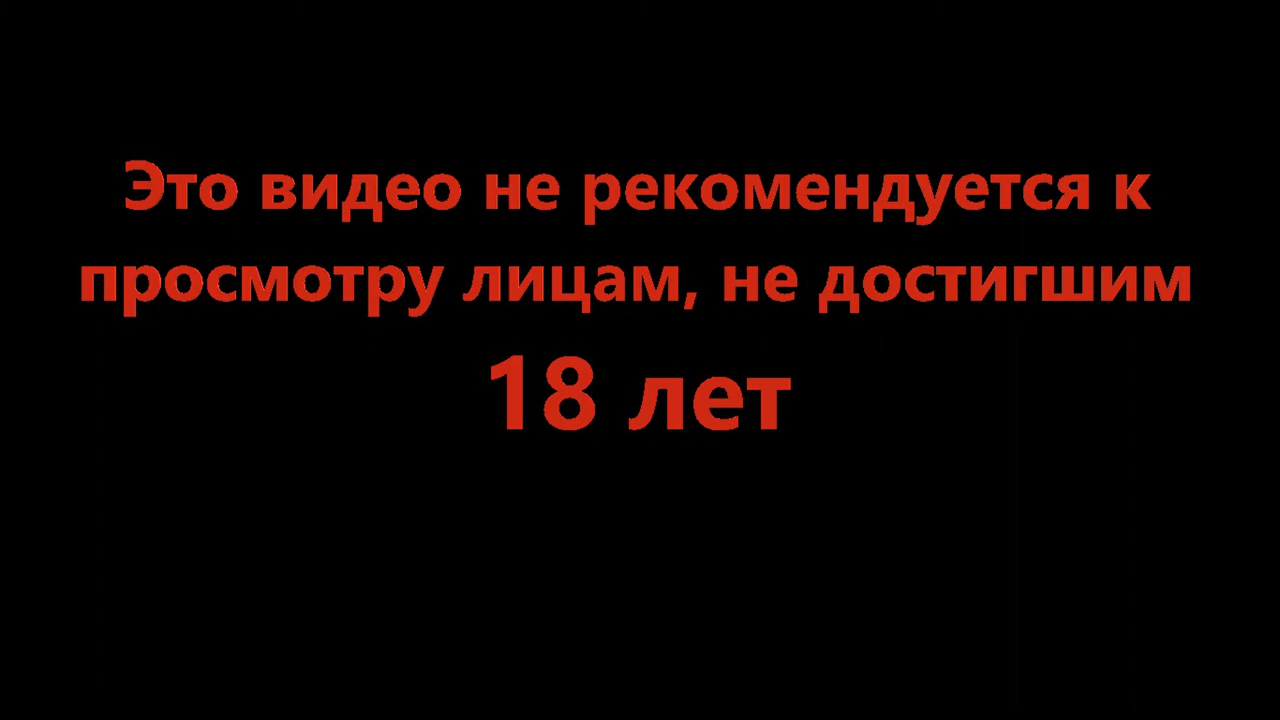 Это видео не рекомендуется к
просмотру лицам, не достигшим
18 лет